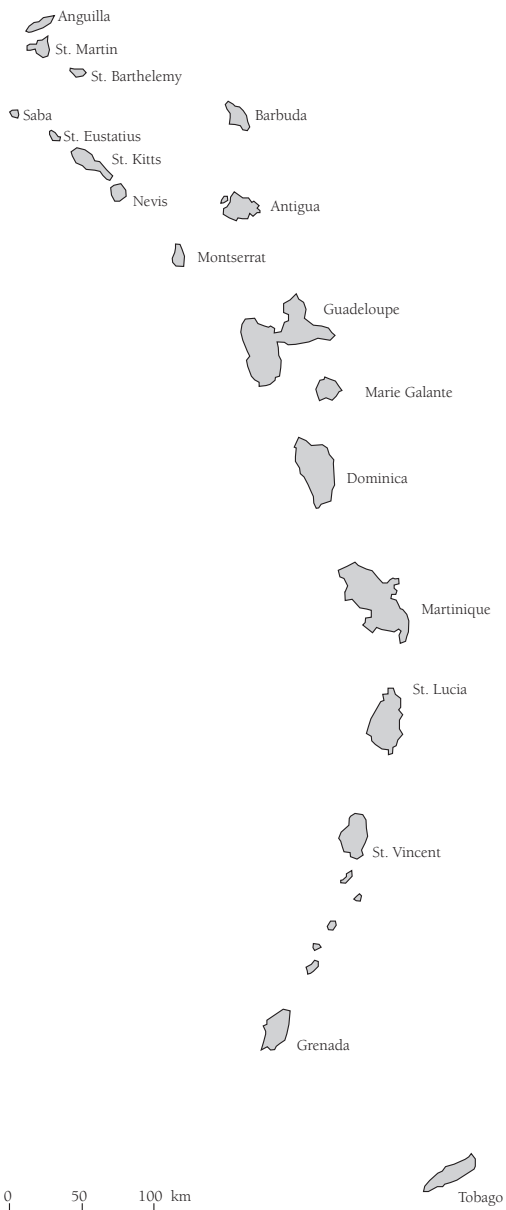 Anguilla
St. Martin
St. Barthelemy
Saba
Barbuda
St. Eustatius
St. Kitts
Nevis
Antigua
Montserrat
Guadeloupe
Marie Galante
Dominica
Martinique
St. Lucia
St. Vincent
Grenada
0 50 100 km
Tobago